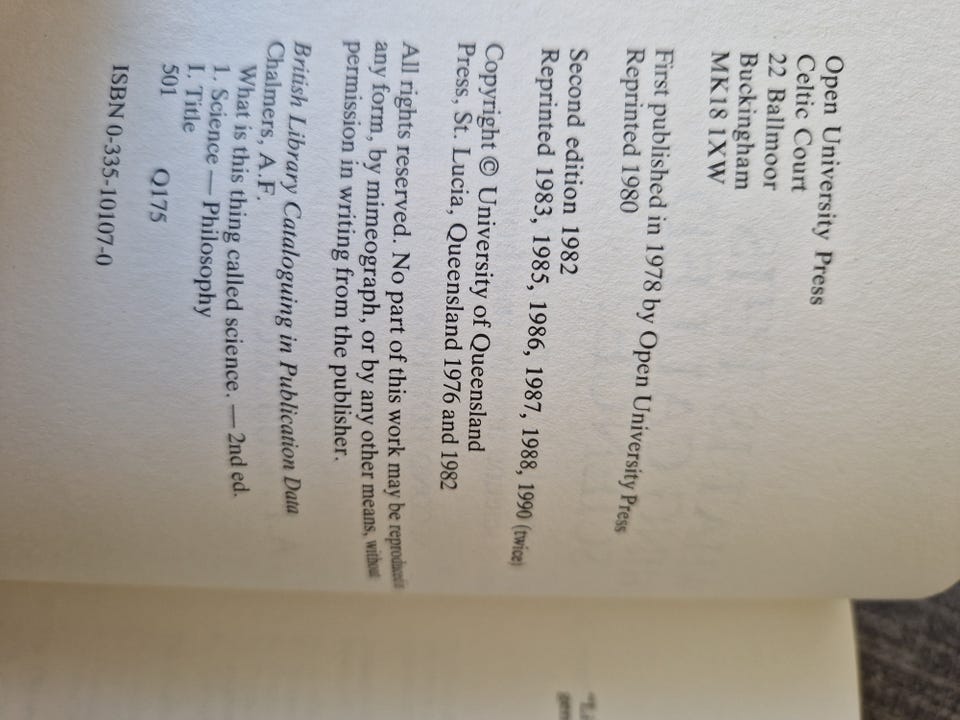 Open University Press
Celtic Court
22 Ballmoor
Buckingham
MK18 1XW
First published in 1978 by Open University Press
Reprinted 1980
Second edition 1982
Reprinted 1983, 1985, 1986, 1987, 1988, 1990 (twice)
Copyright © University of Queensland
Press, St. Lucia, Queensland 1976 and 1982
All rights reserved. No part of this work may be reproduced in
any form, by mimeograph, or by any other means, without
permission in writing from the publisher.
British Library Cataloguing in Publication Data
Chalmers, A.F.
What is this thing called science. — 2nd ed.
1. Science — Philosophy
I. Title
501 Q175
ISBN 0-335-10107-0